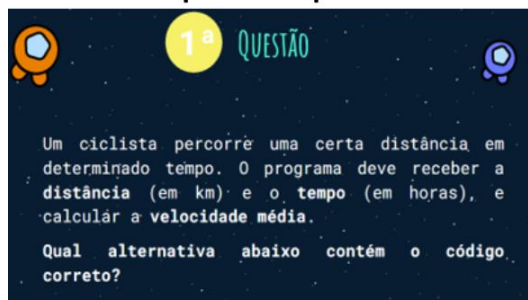 1ª QUESTÃO
Um ciclista percorre uma certa distância em
determinado tempo. O programa deve receber a
distância (em km) e o tempo (em horas), e
calcular a velocidade média.
Qual alternativa abaixo contém o código
correto?